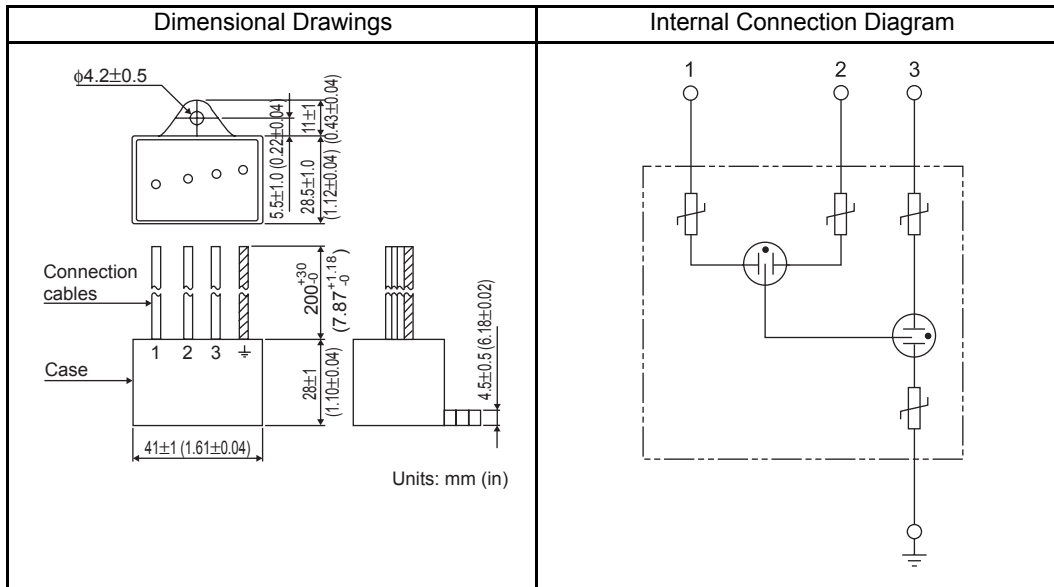 Dimensional Drawings
Internal Connection Diagram
ϕ4.2±0.5
5.5±1.0 (0.22±0.04)
11±1
(0.43±0.04)
28.5±1.0
(1.12±0.04)
Connection
cables
200+30-0
(7.87+1.18-0)
1 2 3
Case
28±1
(1.10±0.04)
4.5±0.5 (6.18±0.02)
41±1 (1.61±0.04)
Units: mm (in)
1 2 3